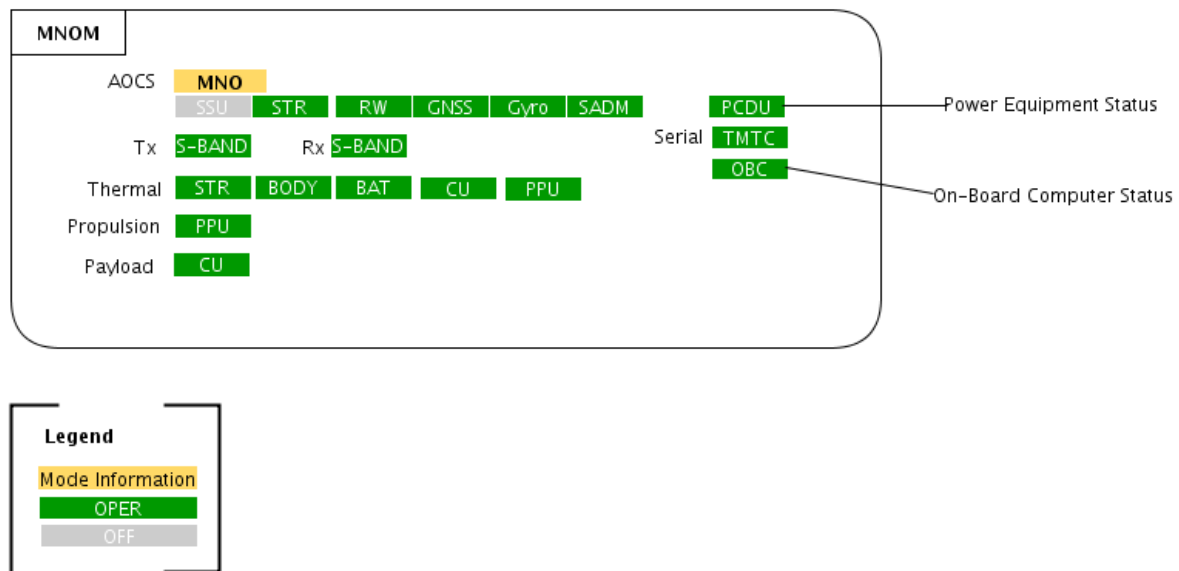 MNOM
AOCS MNO
SSU STR RW GNSS Gyro SADM PCDU Power Equipment Status
Tx S-BAND Rx S-BAND Serial TMTC
OBC
Thermal STR BODY BAT CU PPU On-Board Computer Status
Propulsion PPU
Payload CU
Legend
Mode Information
OPER
OFF